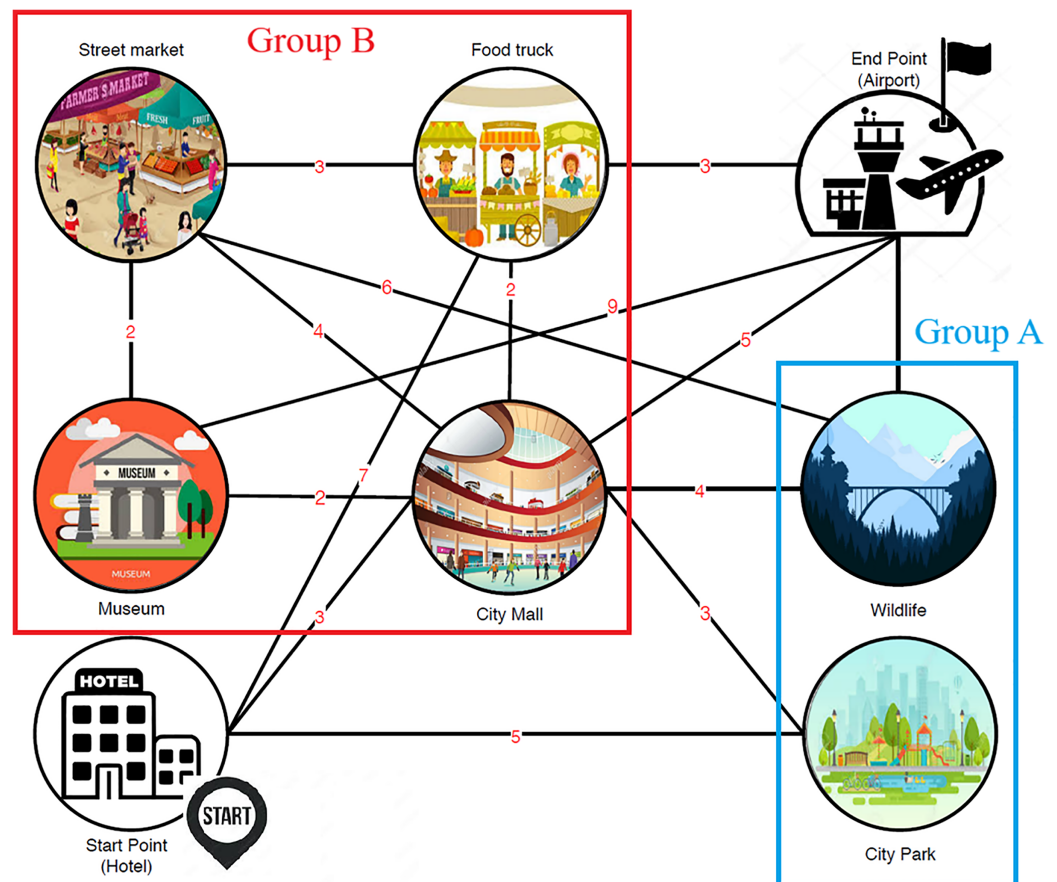 Group B
Street market
Food truck
End Point
(Airport)
FARMER'S MARKET
FRESH
FRUIT
3
3
Group A
6
2
9
2
4
5
MUSEUM
7
2
4
MUSEUM
Museum
City Mall
Wildlife
3
3
HOTEL
5
START
Start Point
(Hotel)
City Park